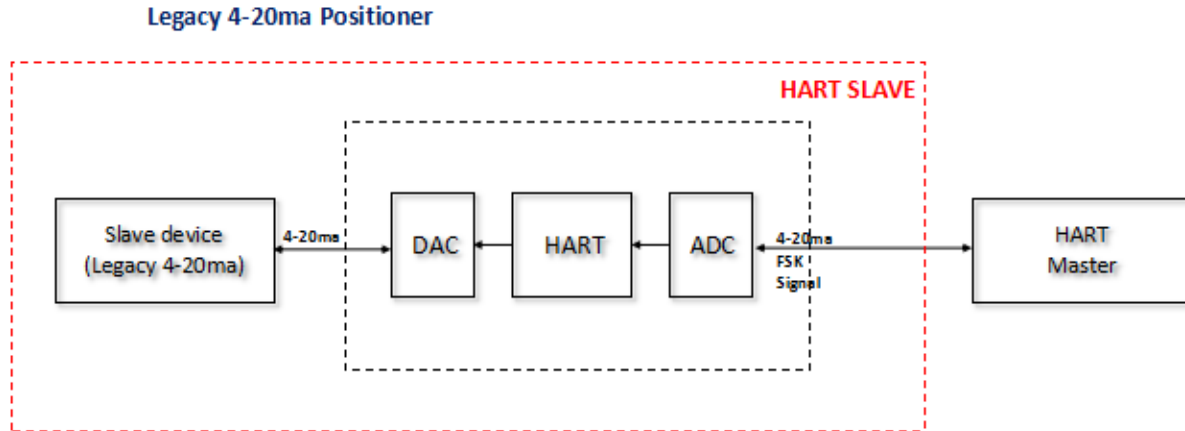 Legacy 4-20ma Positioner
HART SLAVE
Slave device
(Legacy 4-20ma)
4-20ma
DAC
HART
ADC
4-20ma
FSK
Signal
HART
Master